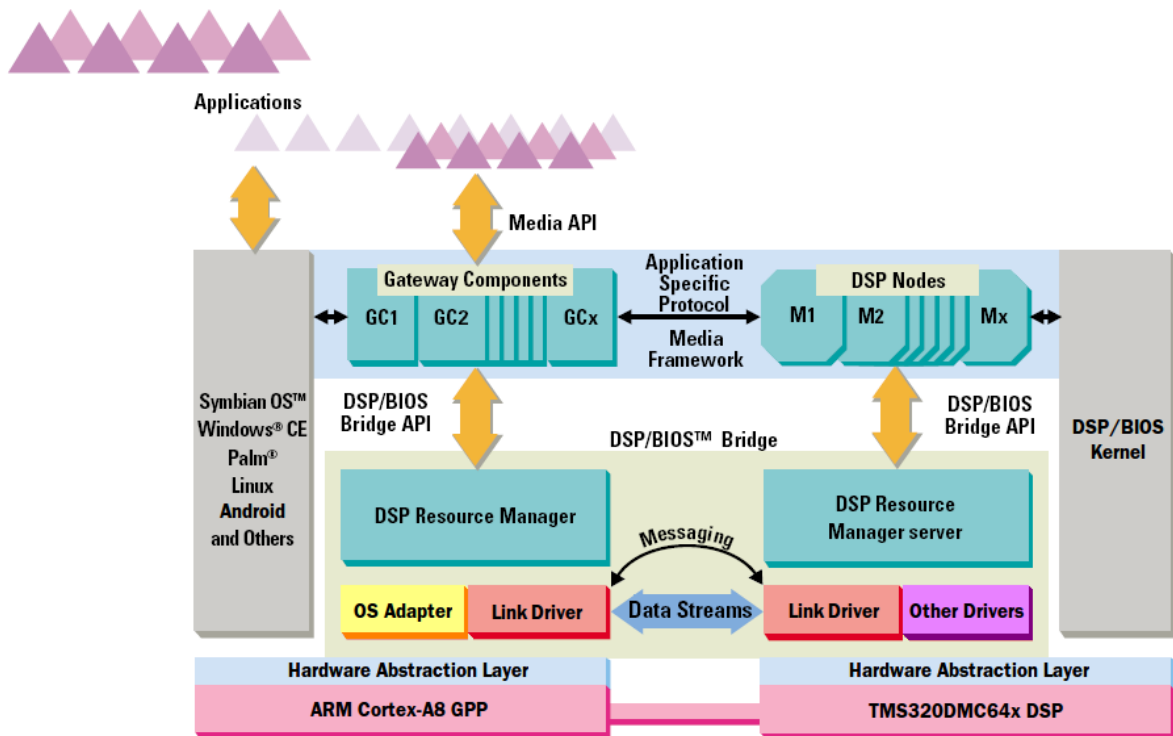 Applications
Media API
Gateway Components
GC1
GC2
GCx
Application
Specific
Protocol
Media
Framework
DSP Nodes
M1
M2
Mx
Symbian OS™
Windows® CE
Palm®
Linux
Android
and Others
DSP/BIOS
Bridge API
DSP/BIOS™ Bridge
DSP/BIOS
Bridge API
DSP/BIOS
Kernel
DSP Resource Manager
Messaging
DSP Resource
Manager server
OS Adapter
Link Driver
Data Streams
Link Driver
Other Drivers
Hardware Abstraction Layer
Hardware Abstraction Layer
ARM Cortex-A8 GPP
TMS320DMC64x DSP